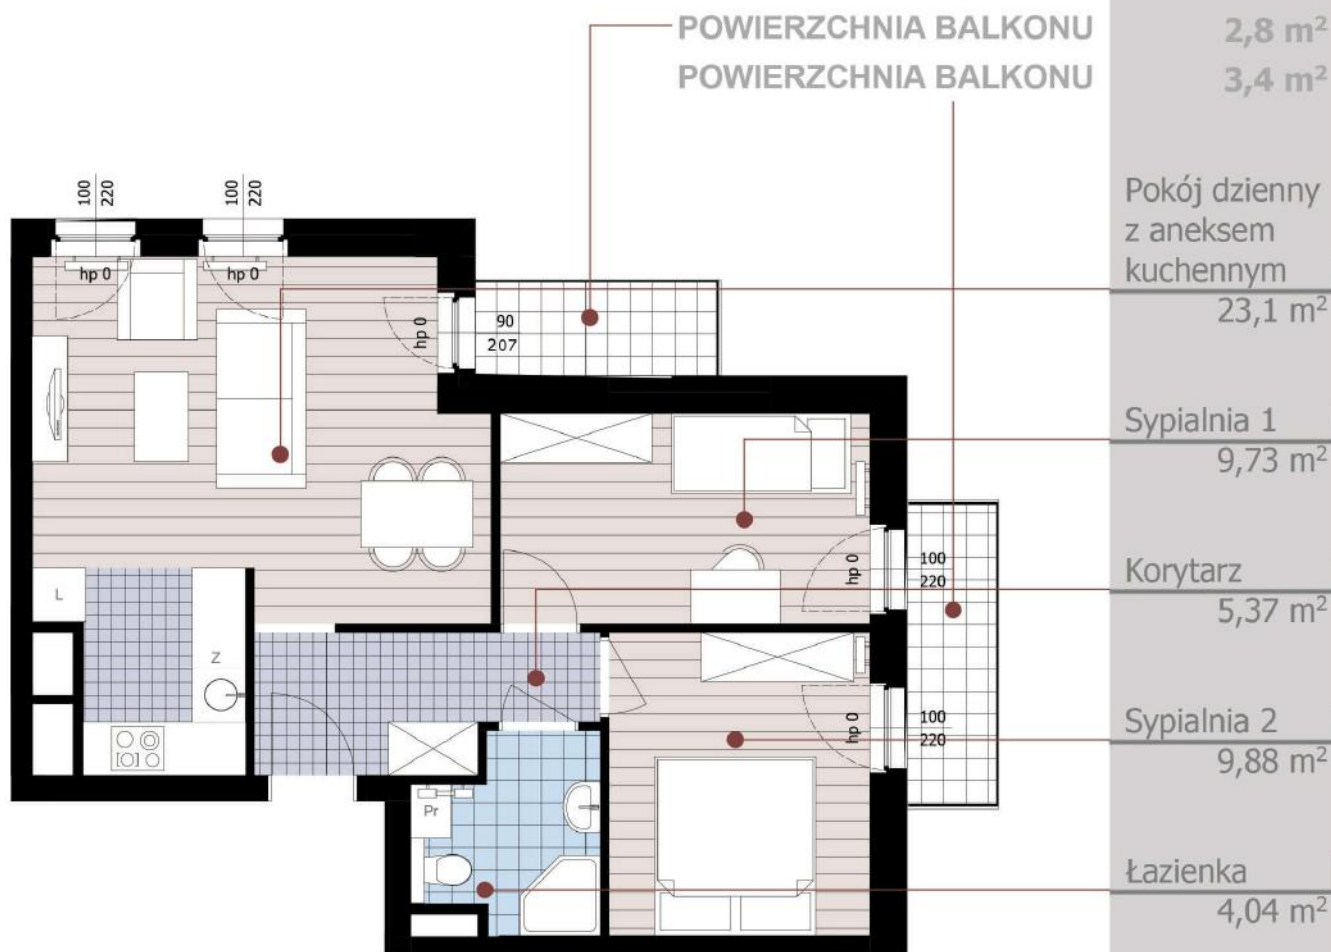 POWIERZCHNIA BALKONU 2,8 m²
POWIERZCHNIA BALKONU 3,4 m²
Pokój dzienny
z aneksem
kuchennym
23,1 m²
Sypialnia 1
9,73 m²
Korytarz
5,37 m²
Sypialnia 2
9,88 m²
Łazienka
4,04 m²
100
220
100
220
hp 0
hp 0
hp 0
90
207
hp 0
100
220
L
Z
hp 0
100
220
Pr